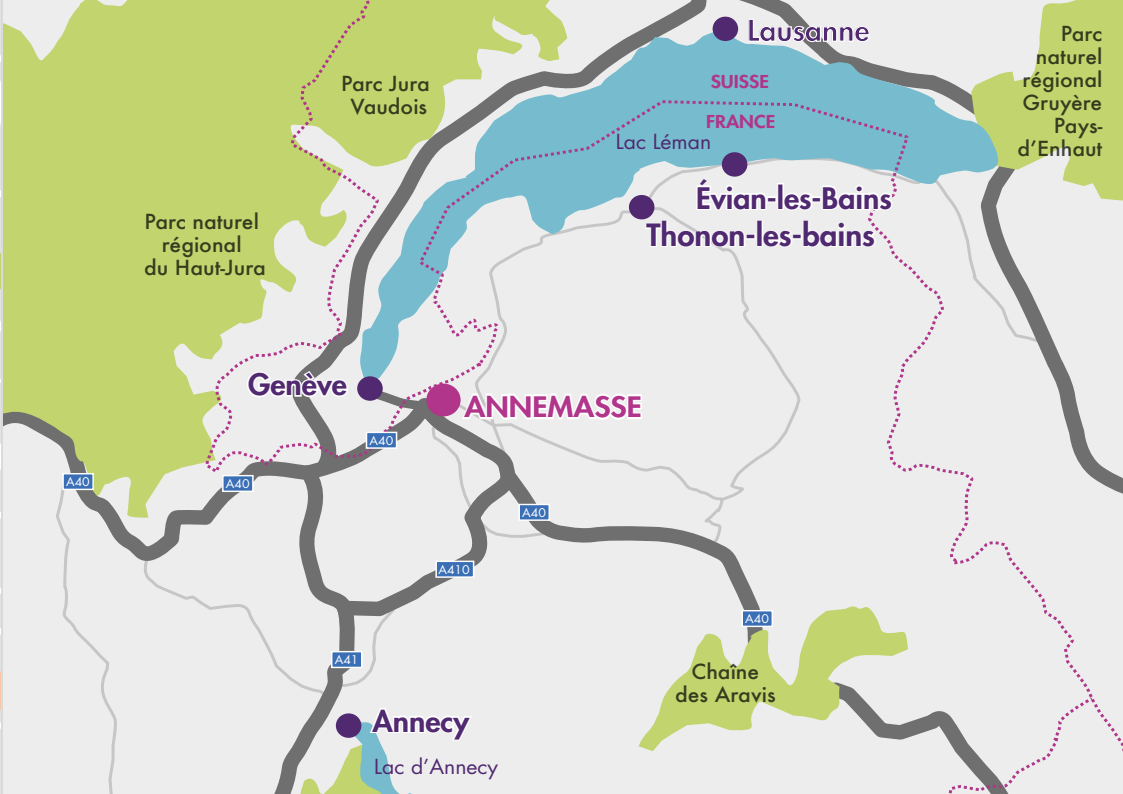 Lausanne
Parc
naturel
régional
Gruyère
Pays-
d'Enhaut
Parc Jura
Vaudois
SUISSE
FRANCE
Lac Léman
Évian-les-Bains
Thonon-les-bains
Parc naturel
régional
du Haut-Jura
Genève
ANNEMASSE
A40
A40
A40
A40
A410
A40
A41
Chaîne
des Aravis
Annecy
Lac d'Annecy